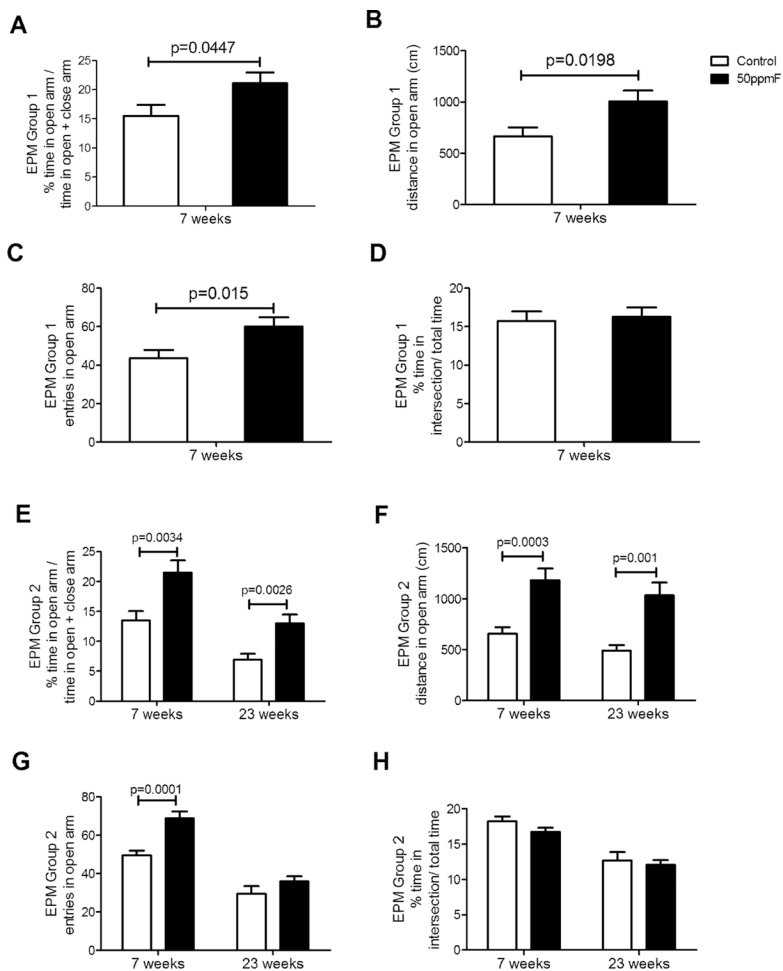 A
EPM Group 1
% time in open arm /
time in open + close arm
25
20
15
10
5
0
p=0.0447
7 weeks
B
EPM Group 1
distance in open arm (cm)
1500
1000
500
0
p=0.0198
7 weeks
Control
50ppmF
C
EPM Group 1
entries in open arm
80
60
40
20
0
p=0.015
7 weeks
D
EPM Group 1
% time in
intersection/ total time
20
15
10
5
0
7 weeks
E
EPM Group 2
% time in open arm /
time in open + close arm
25
20
15
10
5
0
p=0.0034
p=0.0026
7 weeks
23 weeks
F
EPM Group 2
distance in open arm (cm)
1500
1000
500
0
p=0.0003
p=0.001
7 weeks
23 weeks
G
EPM Group 2
entries in open arm
80
60
40
20
0
p=0.0001
7 weeks
23 weeks
H
EPM Group 2
% time in
intersection/ total time
20
15
10
5
0
7 weeks
23 weeks